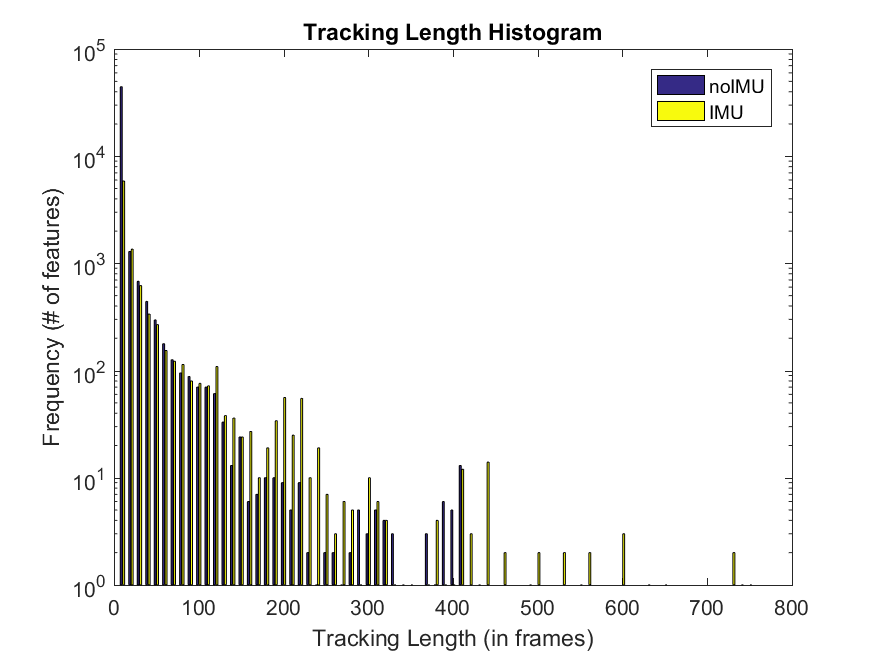 Tracking Length Histogram
noIMU
IMU
Frequency (# of features)
10^5
10^4
10^3
10^2
10^1
10^0
0 100 200 300 400 500 600 700 800
Tracking Length (in frames)